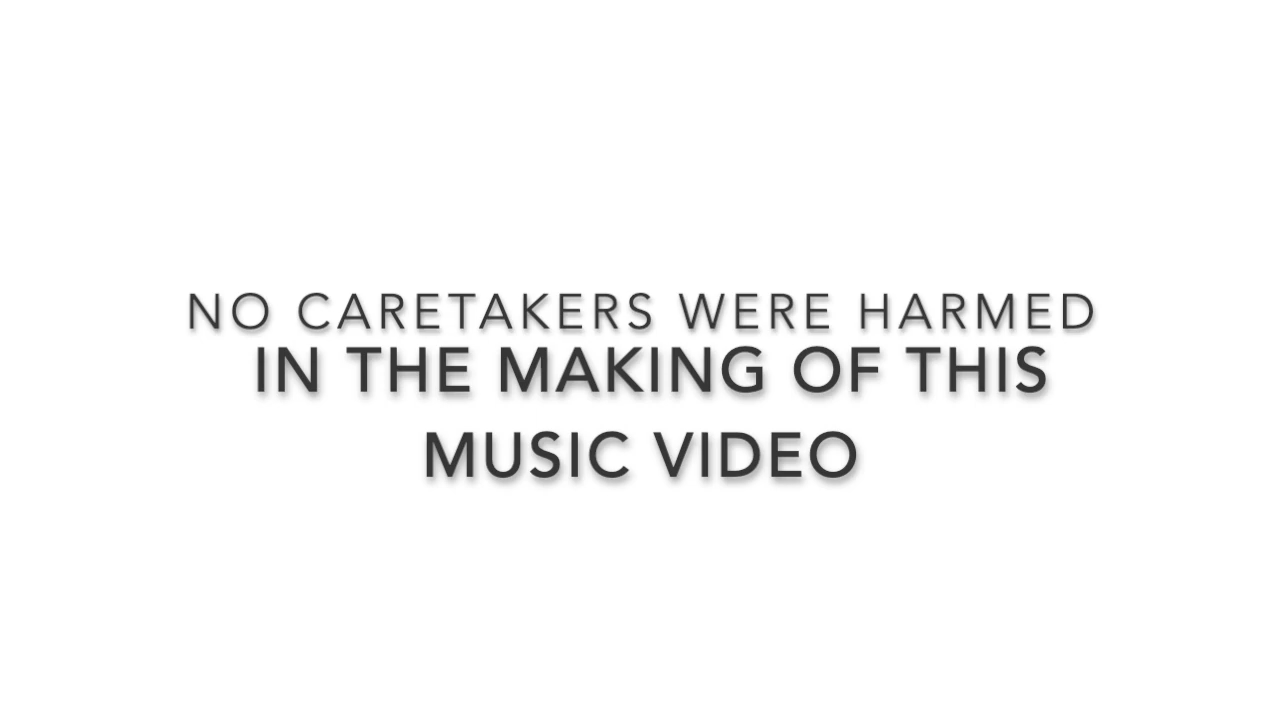 NO CARETAKERS WERE HARMED
IN THE MAKING OF THIS
MUSIC VIDEO